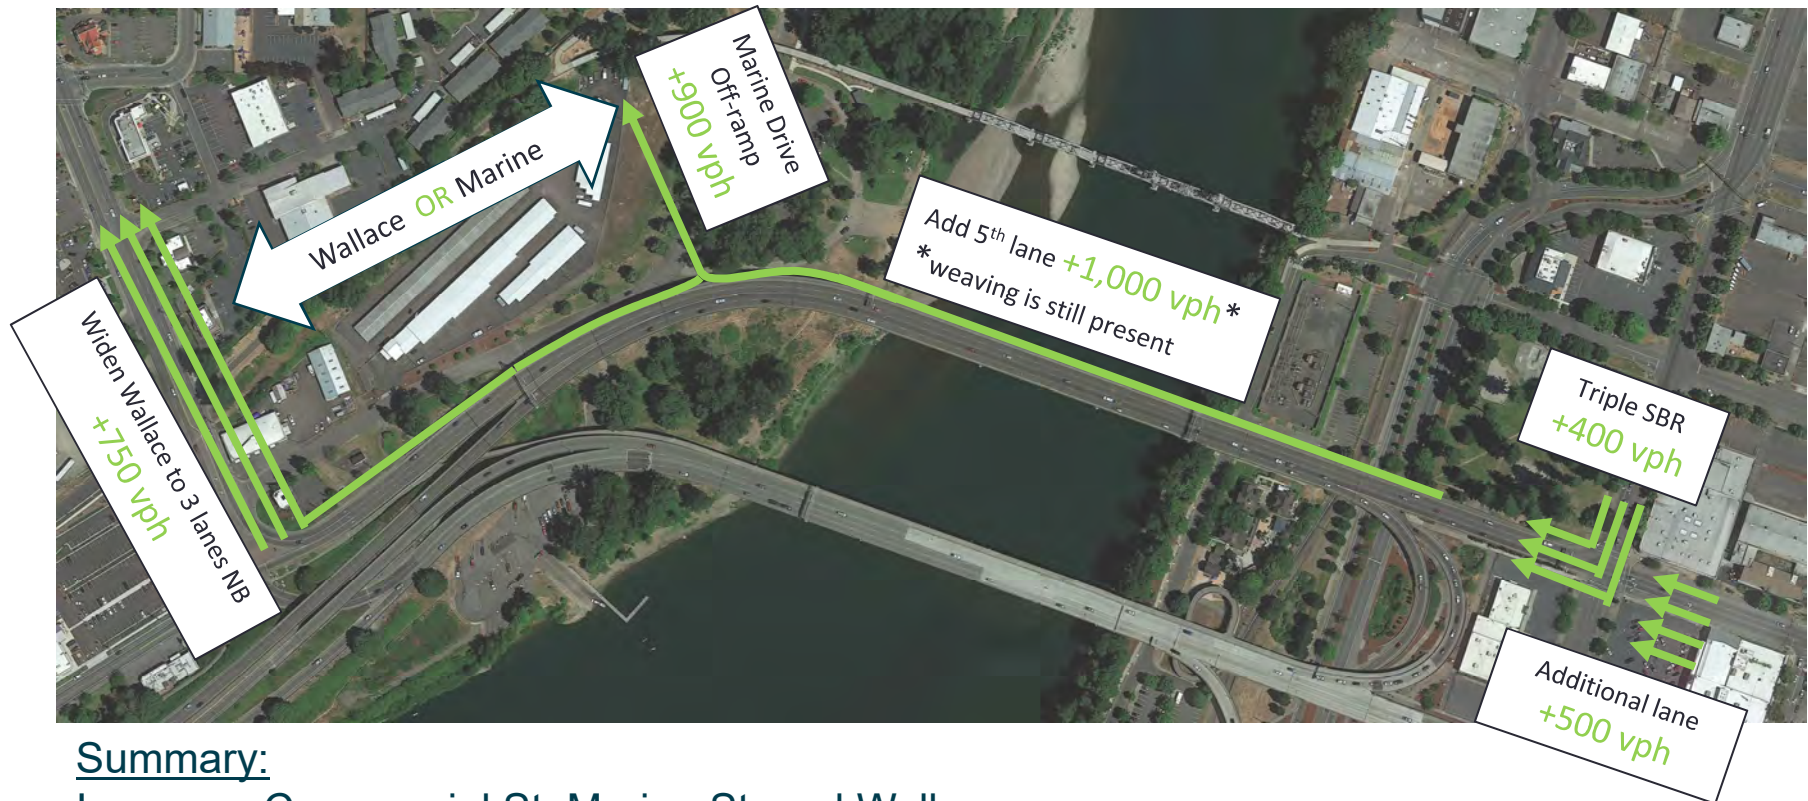 Marine Drive
Off-ramp
+900 vph
Wallace OR Marine
Add 5th lane +1,000 vph*
*weaving is still present
Widen Wallace to 3 lanes NB
+750 vph
Triple SBR
+400 vph
Additional lane
+500 vph
Summary: